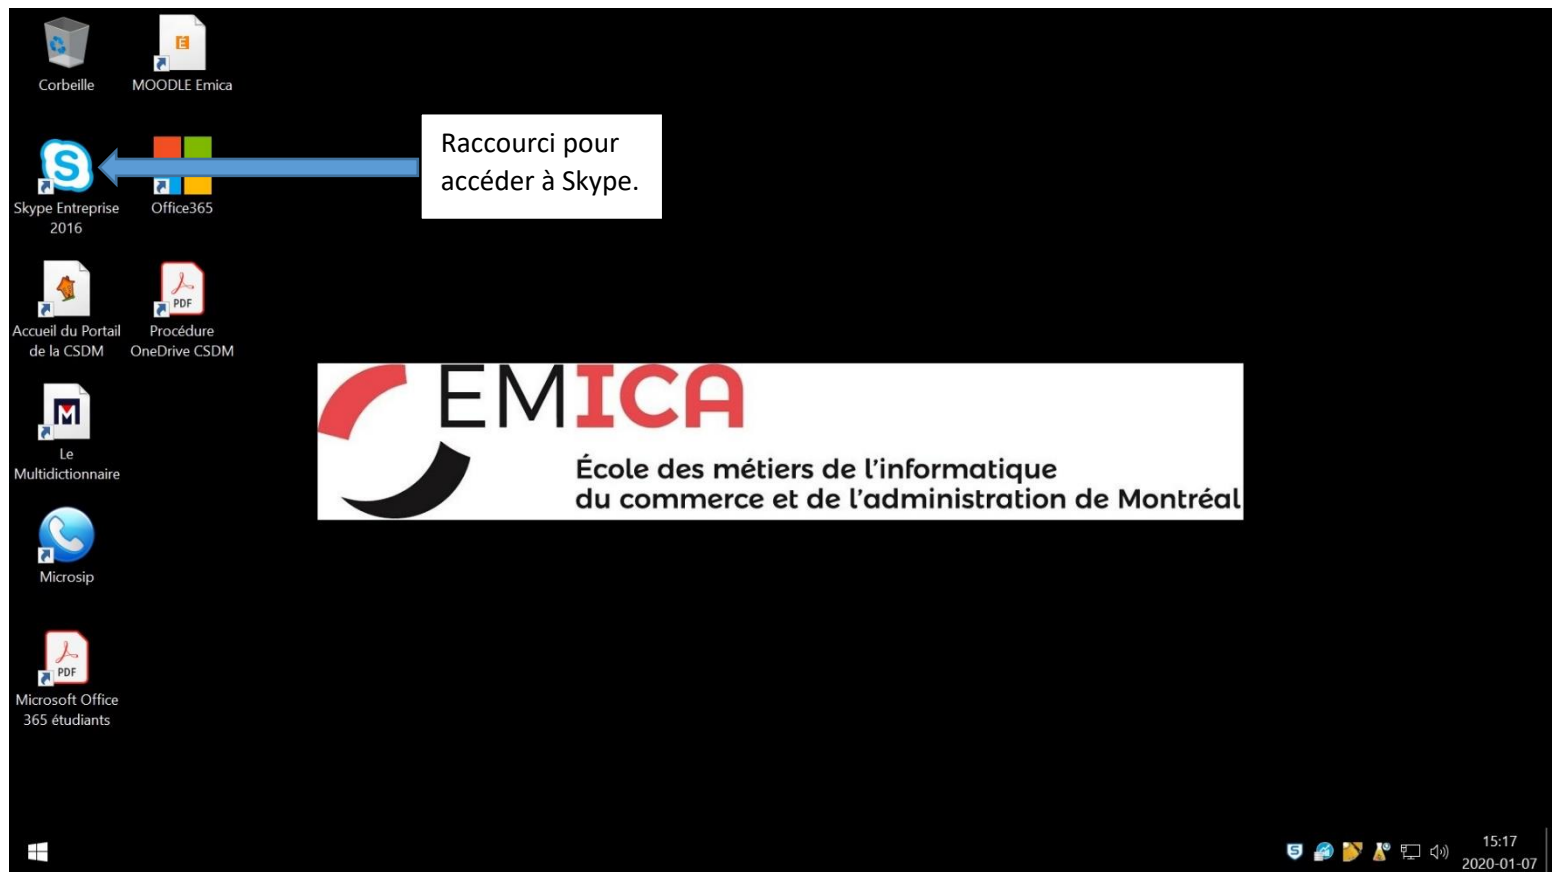 Corbeille
MOODLE Emica
Raccourci pour
accéder à Skype.
Skype Entreprise
2016
Office365
PDF
Accueil du Portail
de la CSDM
Procédure
OneDrive CSDM
EMICA
École des métiers de l'informatique
du commerce et de l'administration de Montréal
M
Le
Multidictionnaire
Microsip
PDF
Microsoft Office
365 étudiants
15:17
2020-01-07